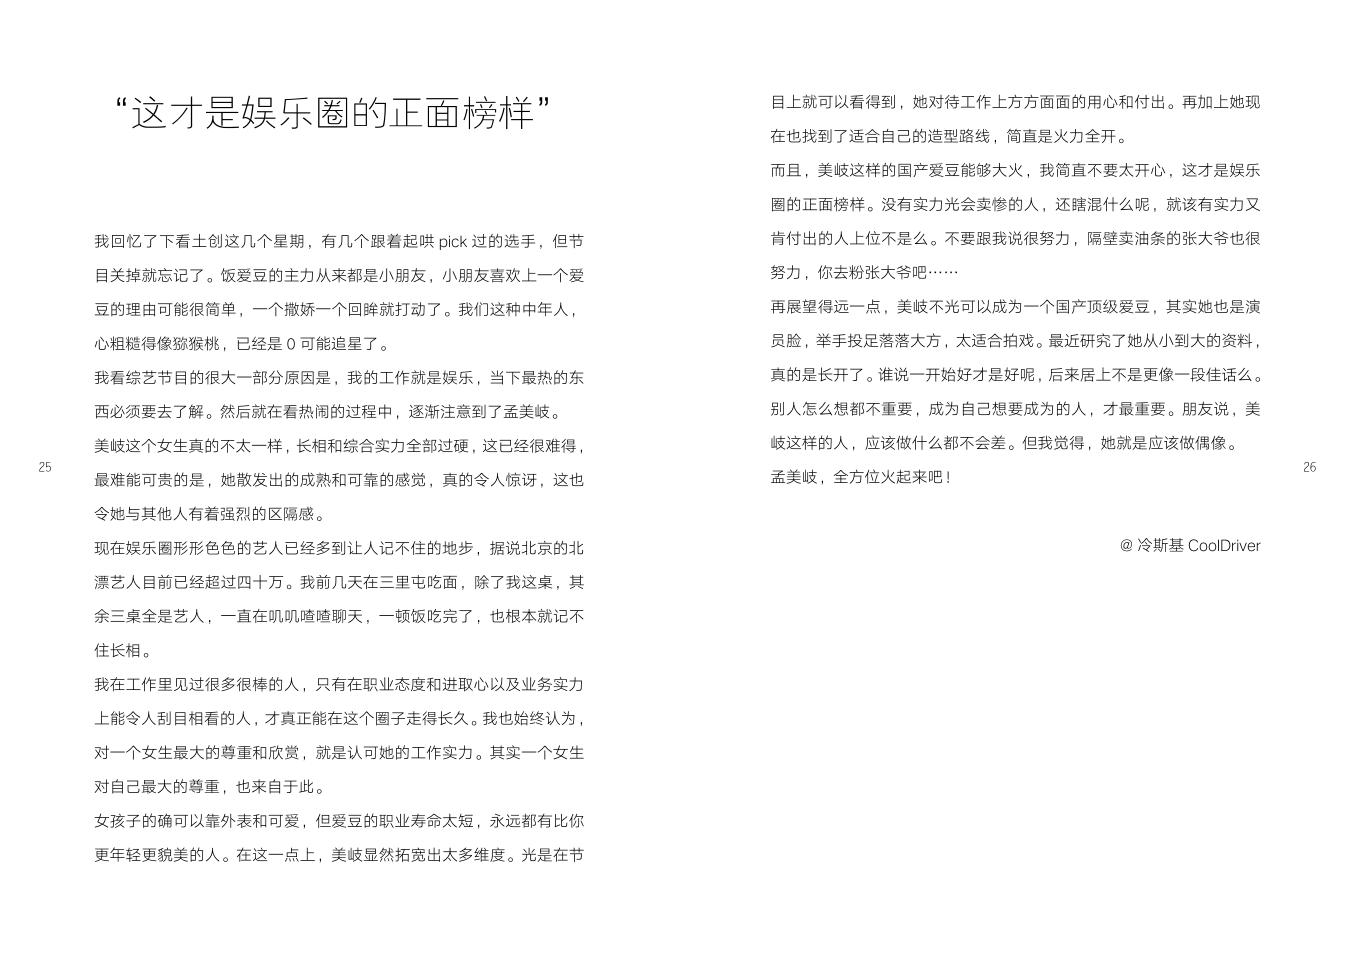 “这才是娱乐圈的正面榜样”
我回忆了下看土创这几个星期，有几个跟着起哄 pick 过的选手，但节
目关掉就忘记了。饭爱豆的主力从来都是小朋友，小朋友喜欢上一个爱
豆的理由可能很简单，一个撒娇一个回眸就打动了。我们这种中年人，
心粗糙得像猕猴桃，已经是 0 可能追星了。
我看综艺节目的很大一部分原因是，我的工作就是娱乐，当下最热的东
西必须要去了解。然后就在看热闹的过程中，逐渐注意到了孟美岐。
美岐这个女生真的不太一样，长相和综合实力全部过硬，这已经很难得，
最难能可贵的是，她散发出的成熟和可靠的感觉，真的令人惊讶，这也
令她与其他人有着强烈的区隔感。
现在娱乐圈形形色色的艺人已经多到让人记不住的地步，据说北京的北
漂艺人目前已经超过四十万。我前几天在三里屯吃面，除了我这桌，其
余三桌全是艺人，一直在叽叽喳喳聊天，一顿饭吃完了，也根本就记不
住长相。
我在工作里见过很多很棒的人，只有在职业态度和进取心以及业务实力
上能令人刮目相看的人，才真正能在这个圈子走得长久。我也始终认为，
对一个女生最大的尊重和欣赏，就是认可她的工作实力。其实一个女生
对自己最大的尊重，也来自于此。
女孩子的确可以靠外表和可爱，但爱豆的职业寿命太短，永远都有比你
更年轻更貌美的人。在这一点上，美岐显然拓宽出太多维度。光是在节
25
目上就可以看得到，她对待工作上方方面面的用心和付出。再加上她现
在也找到了适合自己的造型路线，简直是火力全开。
而且，美岐这样的国产爱豆能够大火，我简直不要太开心，这才是娱乐
圈的正面榜样。没有实力光会卖惨的人，还瞎混什么呢，就该有实力又
肯付出的人上位不是么。不要跟我说很努力，隔壁卖油条的张大爷也很
努力，你去粉张大爷吧……
再展望得远一点，美岐不光可以成为一个国产顶级爱豆，其实她也是演
员脸，举手投足落落大方，太适合拍戏。最近研究了她从小到大的资料，
真的是长开了。谁说一开始好才是好呢，后来居上不是更像一段佳话么。
别人怎么想都不重要，成为自己想要成为的人，才最重要。朋友说，美
岐这样的人，应该做什么都不会差。但我觉得，她就是应该做偶像。
孟美岐，全方位火起来吧！
@ 冷斯基 CoolDriver
26